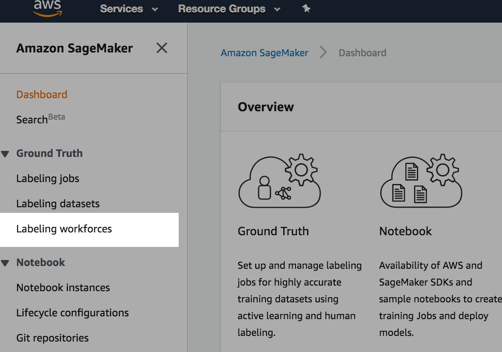 aws
Services
Resource Groups
Amazon SageMaker
Amazon SageMaker
Dashboard
Dashboard
Search Beta
Ground Truth
Labeling jobs
Labeling datasets
Labeling workforces
Notebook
Notebook instances
Lifecycle configurations
Git repositories
Overview
Ground Truth
Set up and manage labeling
jobs for highly accurate
training datasets using
active learning and human
labeling.
Notebook
Availability of AWS and
SageMaker SDKs and
sample notebooks to create
training Jobs and deploy
models.